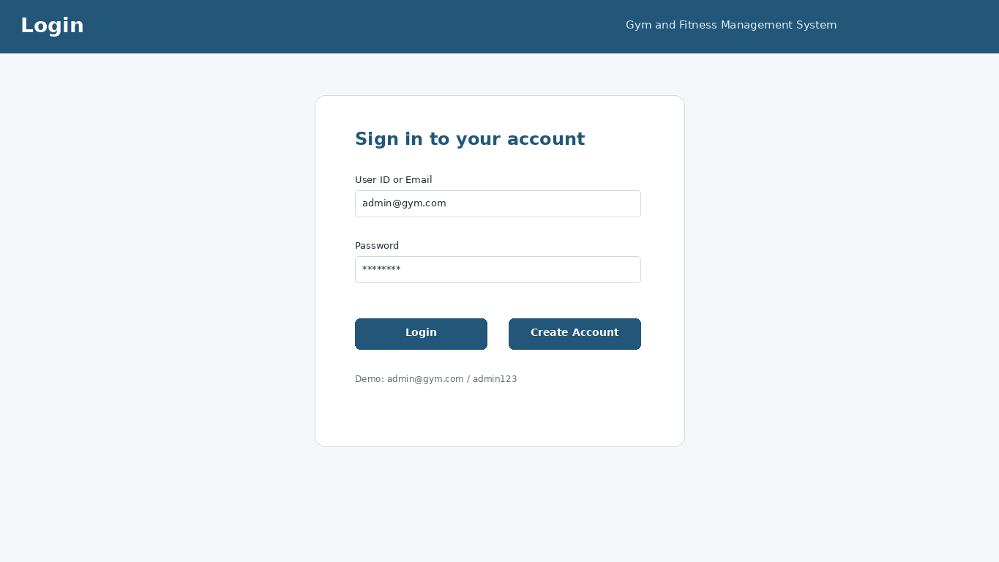 Login
Gym and Fitness Management System
Sign in to your account
User ID or Email
admin@gym.com
Password
********
Login
Create Account
Demo: admin@gym.com / admin123